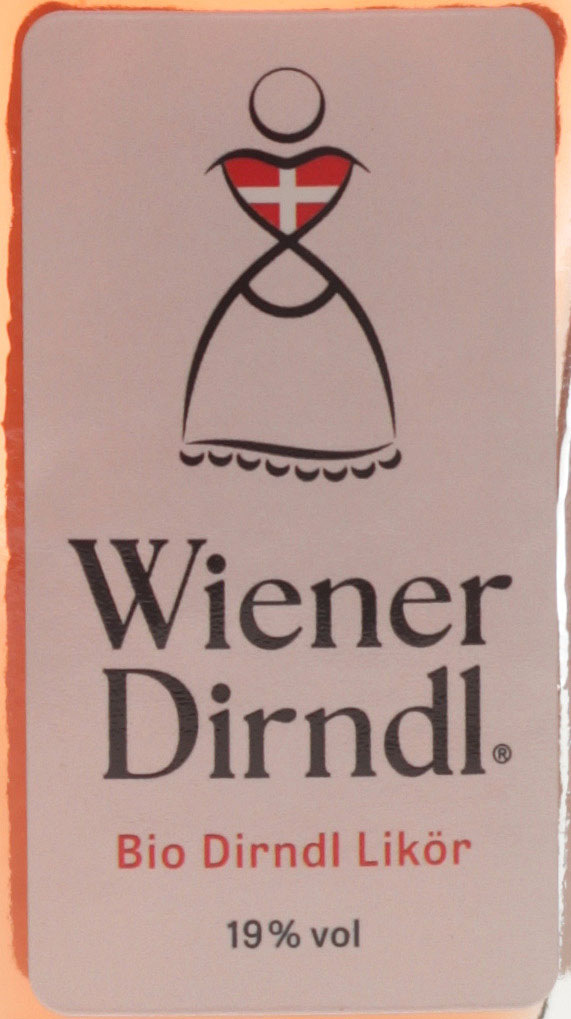 Wiener
Dirndl®
Bio Dirndl Likör
19% vol